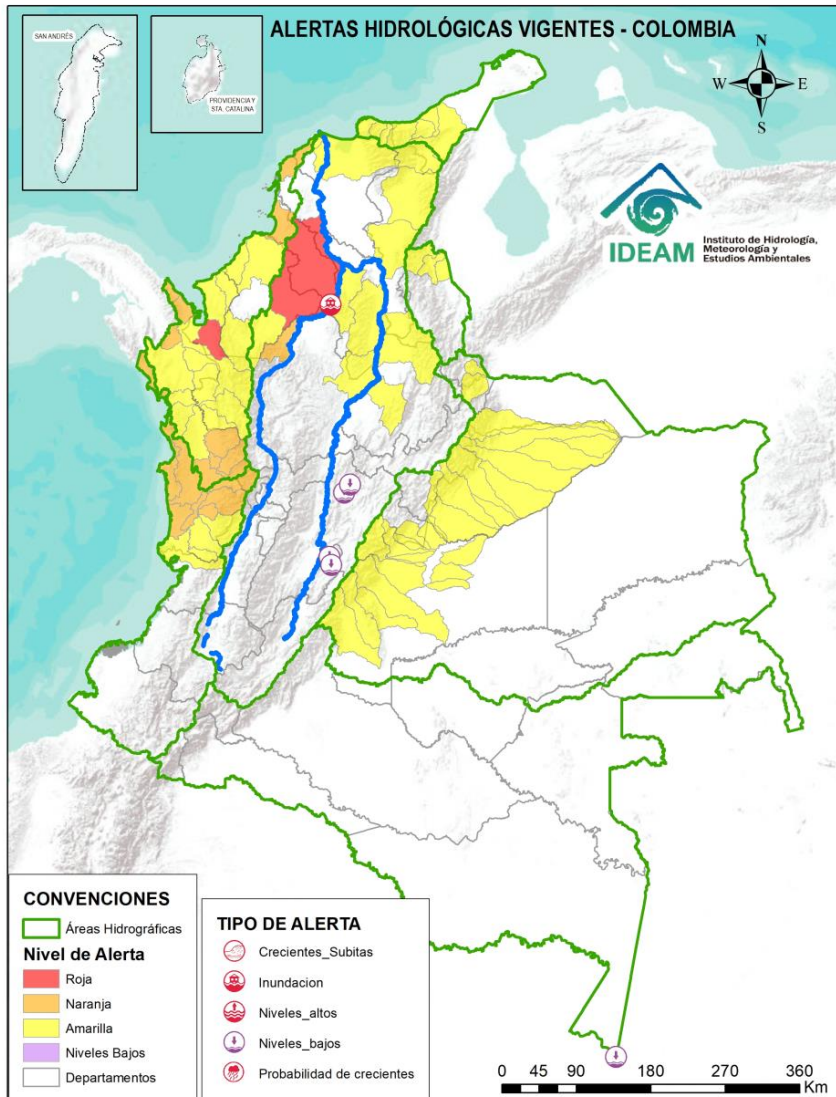 ALERTAS HIDROLÓGICAS VIGENTES - COLOMBIA
SAN ANDRÉS
PROVIDENCIA Y
STA. CATALINA
N
W
E
S
IDEAM
Instituto de Hidrología,
Meteorología y
Estudios Ambientales
CONVENCIONES
Áreas Hidrográficas
Nivel de Alerta
Roja
Naranja
Amarilla
Niveles Bajos
Departamentos
TIPO DE ALERTA
Crecientes_Subitas
Inundacion
Niveles_altos
Niveles_bajos
Probabilidad de crecientes
0 45 90 180 270 360
Km